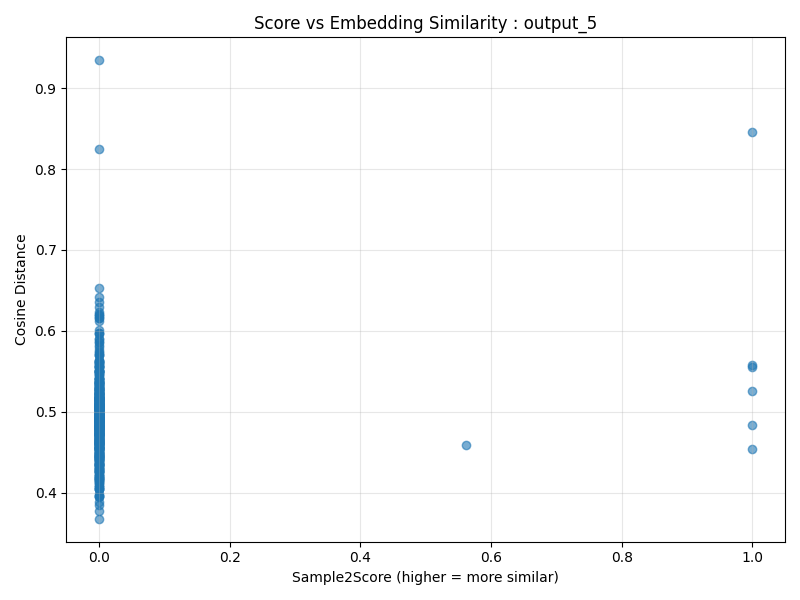 Score vs Embedding Similarity : output_5
Cosine Distance
0.9
0.8
0.7
0.6
0.5
0.4
0.0 0.2 0.4 0.6 0.8 1.0
Sample2Score (higher = more similar)